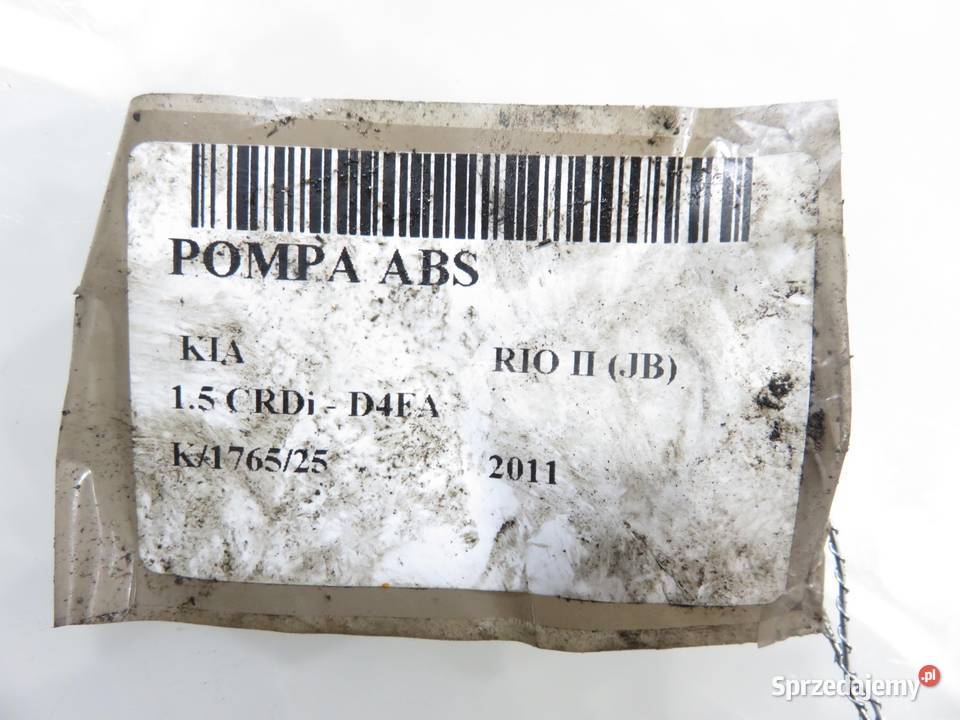 POMPA ABS
KIA RIO II (JB)
1.5 CRDi - D4FA
K/1765/25 2011
Sprzedajemy.pl